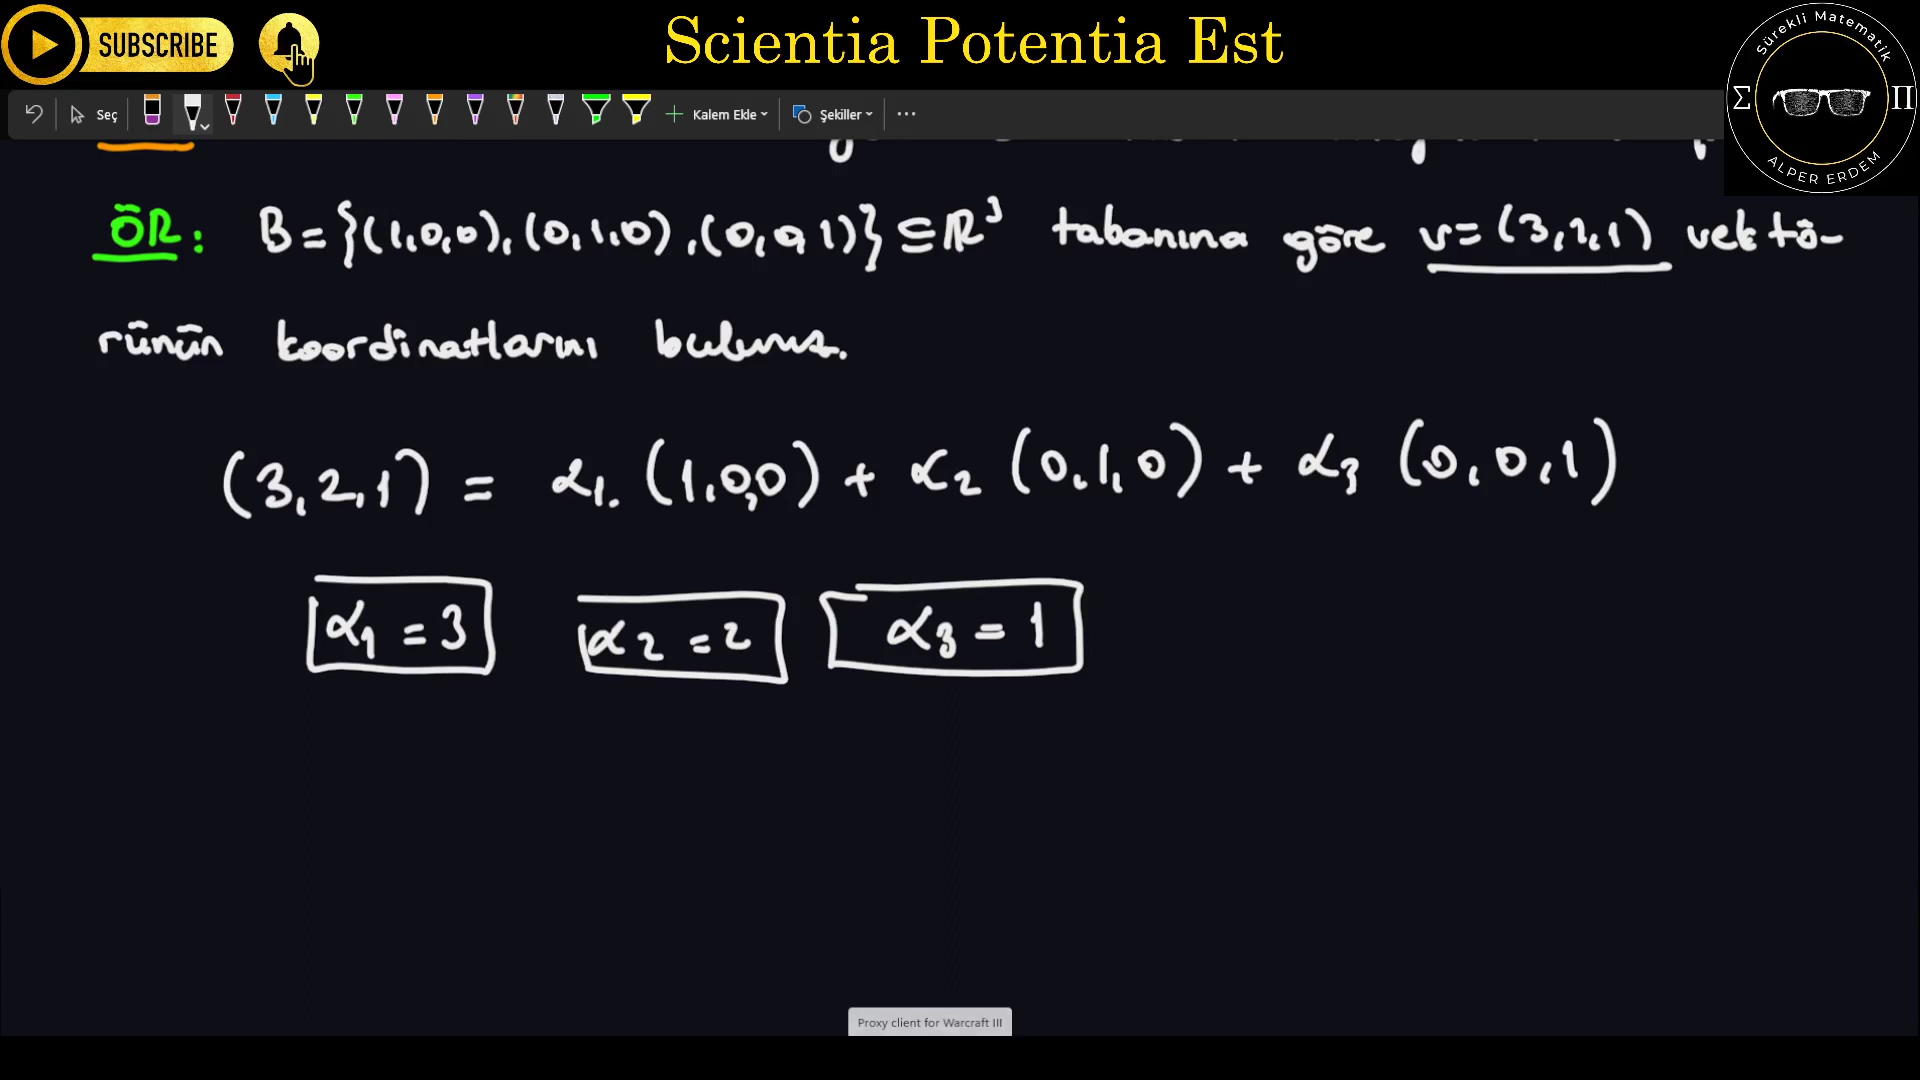 SUBSCRIBE
Scientia Potentia Est
Sürekli Matematik
Σ Π
ALPER ERDEM
Seç
Kalem Ekle
Şekiller
ÖR: B = {(1,0,0), (0,1,0), (0,0,1)} ⊆ ℝ³ tabanına göre v = (3,2,1) vektö-
rünün koordinatlarını bulunuz.
(3,2,1) = α₁. (1,0,0) + α₂ (0,1,0) + α₃ (0,0,1)
α₁ = 3 α₂ = 2 α₃ = 1
Proxy client for Warcraft III